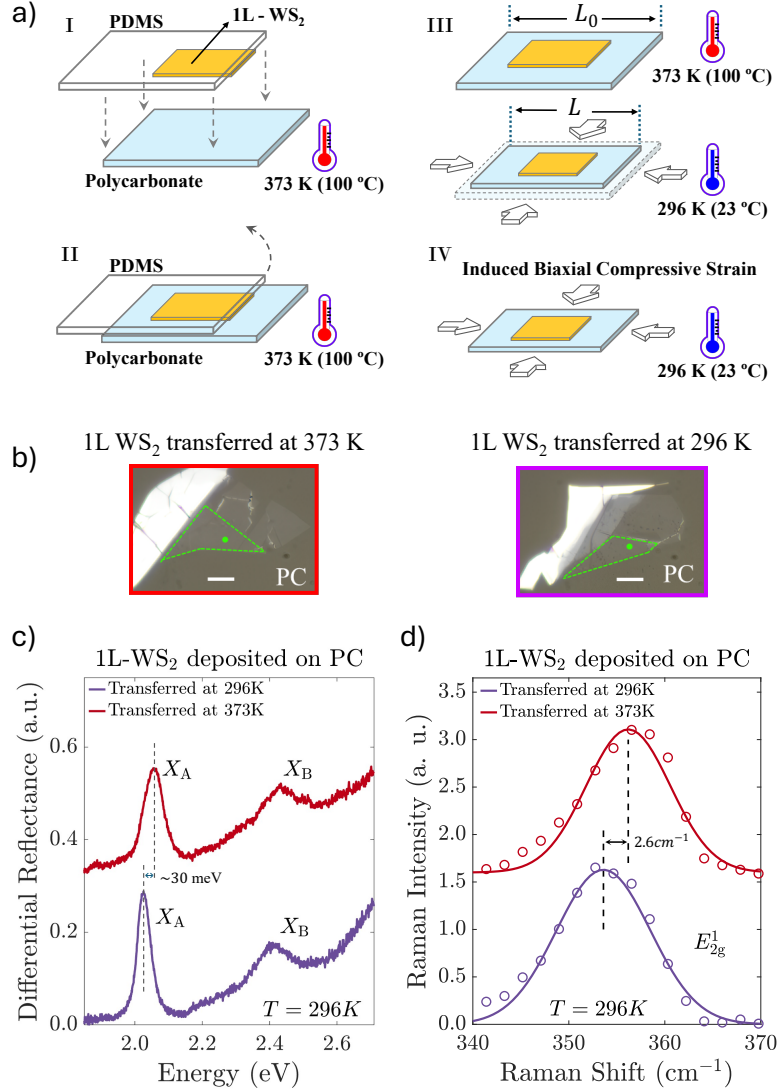 a)
I
PDMS
1L - WS₂
Polycarbonate
373 K (100 ºC)
II
PDMS
Polycarbonate
373 K (100 ºC)
III
L₀
373 K (100 ºC)
L
296 K (23 ºC)
IV
Induced Biaxial Compressive Strain
296 K (23 ºC)
b)
1L WS₂ transferred at 373 K
PC
1L WS₂ transferred at 296 K
PC
c)
1L-WS₂ deposited on PC
Transferred at 296K
Transferred at 373K
X_A
X_B
~30 meV
X_A
X_B
T = 296K
0.6
0.4
0.2
0.0
2.0
2.2
2.4
2.6
Differential Reflectance (a.u.)
Energy (eV)
d)
1L-WS₂ deposited on PC
Transferred at 296K
Transferred at 373K
2.6cm⁻¹
E¹₂g
T = 296K
3.5
3.0
2.5
2.0
1.5
1.0
0.5
0.0
340
350
360
370
Raman Intensity (a. u.)
Raman Shift (cm⁻¹)